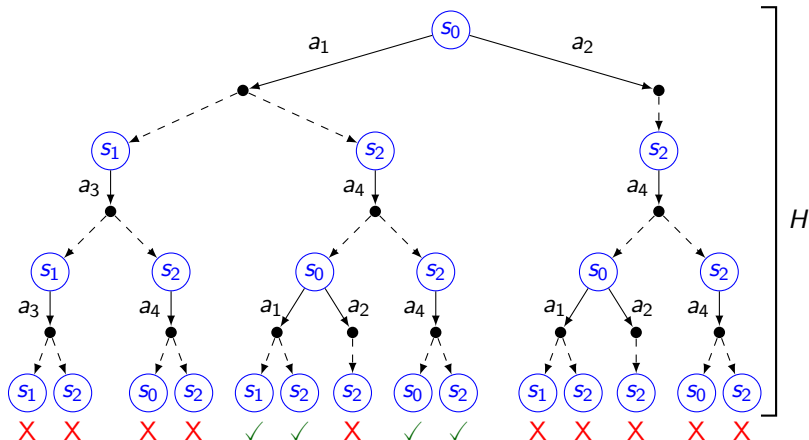 s0
a1 a2
s1 s2 s2
a3 a4 a4
H
s1 s2 s0 s2 s0 s2
a3 a4 a1 a2 a4 a1 a2 a4
s1 s2 s0 s2 s1 s2 s2 s0 s2 s1 s2 s2 s0 s2
X X X X ✓ ✓ X ✓ ✓ X X X X X